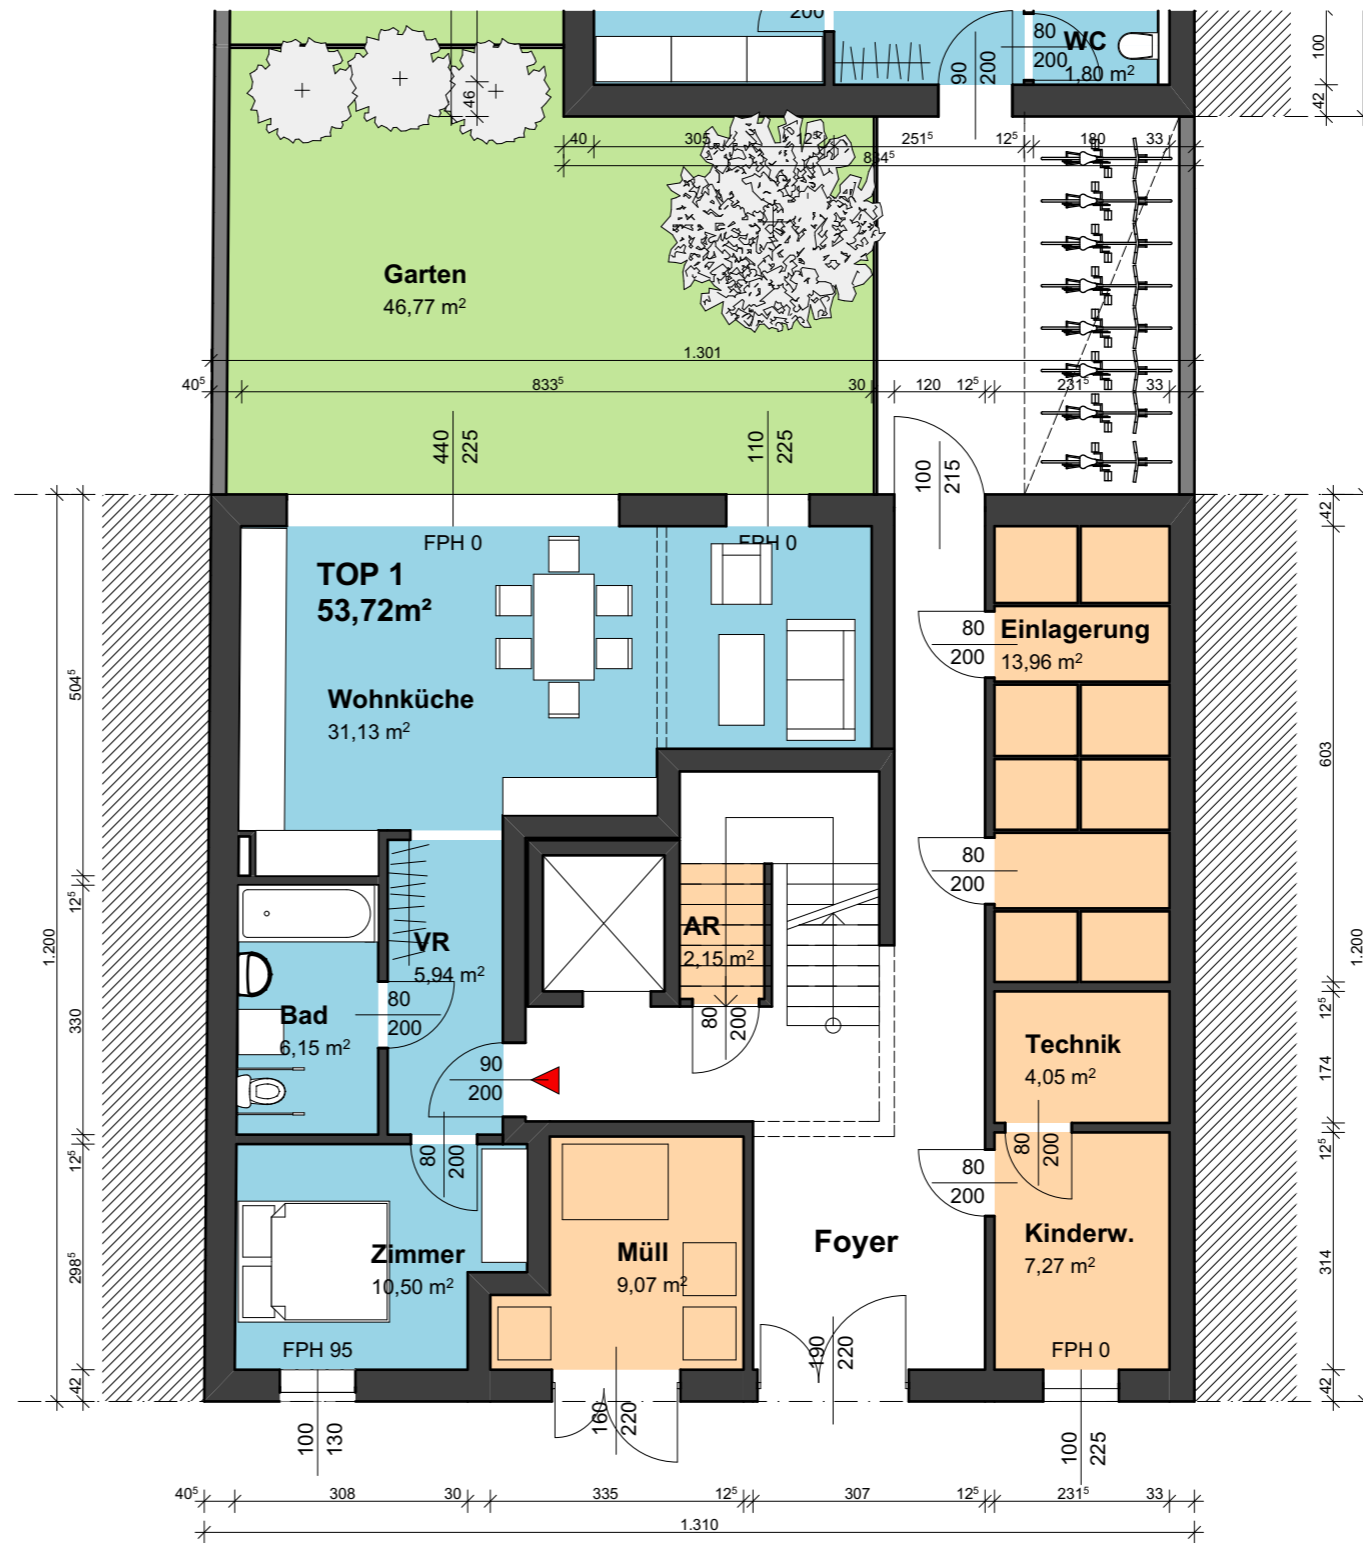 200
80
200
WC
1,80 m²
90
200
100
42
46
40
305
12⁵
251⁵
12⁵
180
33
834⁵
Garten
46,77 m²
1.301
40⁵
833⁵
30
120
12⁵
231⁵
33
440
225
110
225
100
215
42
FPH 0
FPH 0
TOP 1
53,72m²
80
200
Einlagerung
13,96 m²
504⁵
Wohnküche
31,13 m²
603
80
200
12⁵
AR
2,15 m²
VR
5,94 m²
1.200
1.200
80
200
Bad
6,15 m²
330
80
200
12⁵
Technik
4,05 m²
174
90
200
12⁵
80
200
80
200
80
200
12⁵
Foyer
Kinderw.
7,27 m²
Zimmer
10,50 m²
Müll
9,07 m²
298⁵
314
FPH 95
190
220
FPH 0
42
42
100
130
160
220
100
225
40⁵
308
30
335
12⁵
307
12⁵
231⁵
33
1.310